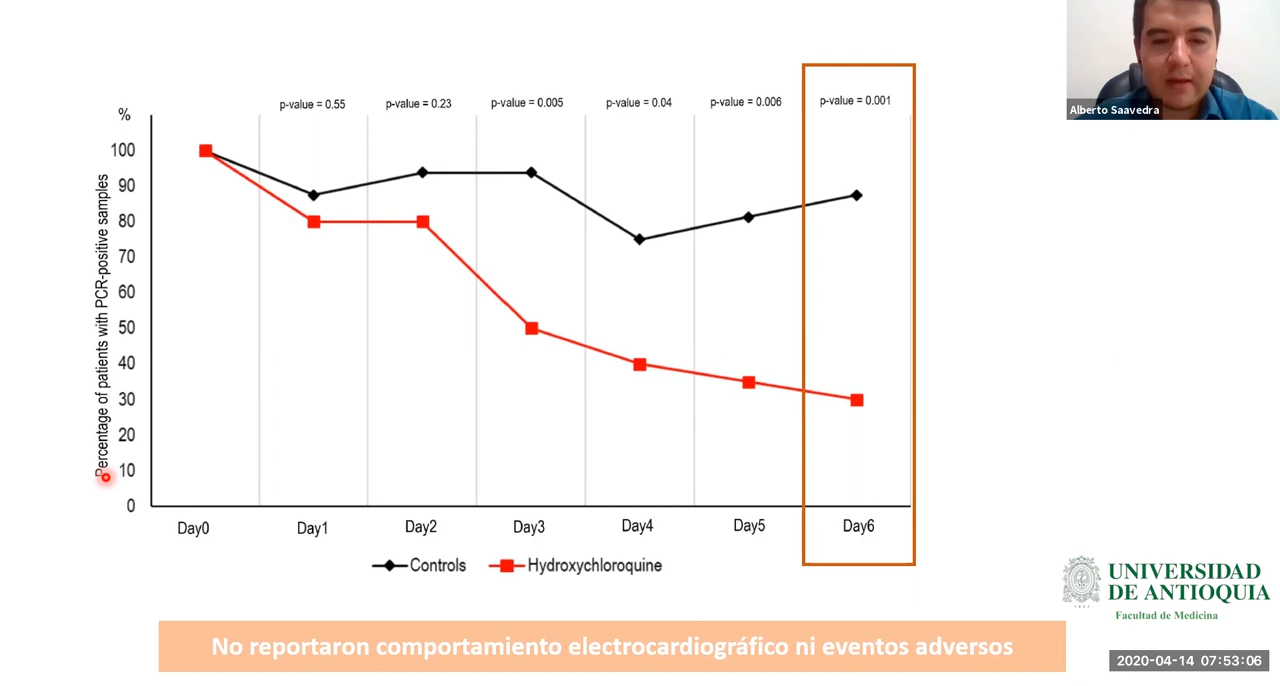 Alberto Saavedra
p-value = 0.55
p-value = 0.23
p-value = 0.005
p-value = 0.04
p-value = 0.006
p-value = 0.001
%
100
90
80
70
60
50
40
30
20
10
0
Percentage of patients with PCR-positive samples
Day0
Day1
Day2
Day3
Day4
Day5
Day6
Controls
Hydroxychloroquine
UNIVERSIDAD
DE ANTIOQUIA
1803
Facultad de Medicina
No reportaron comportamiento electrocardiográfico ni eventos adversos
2020-04-14 07:53:06